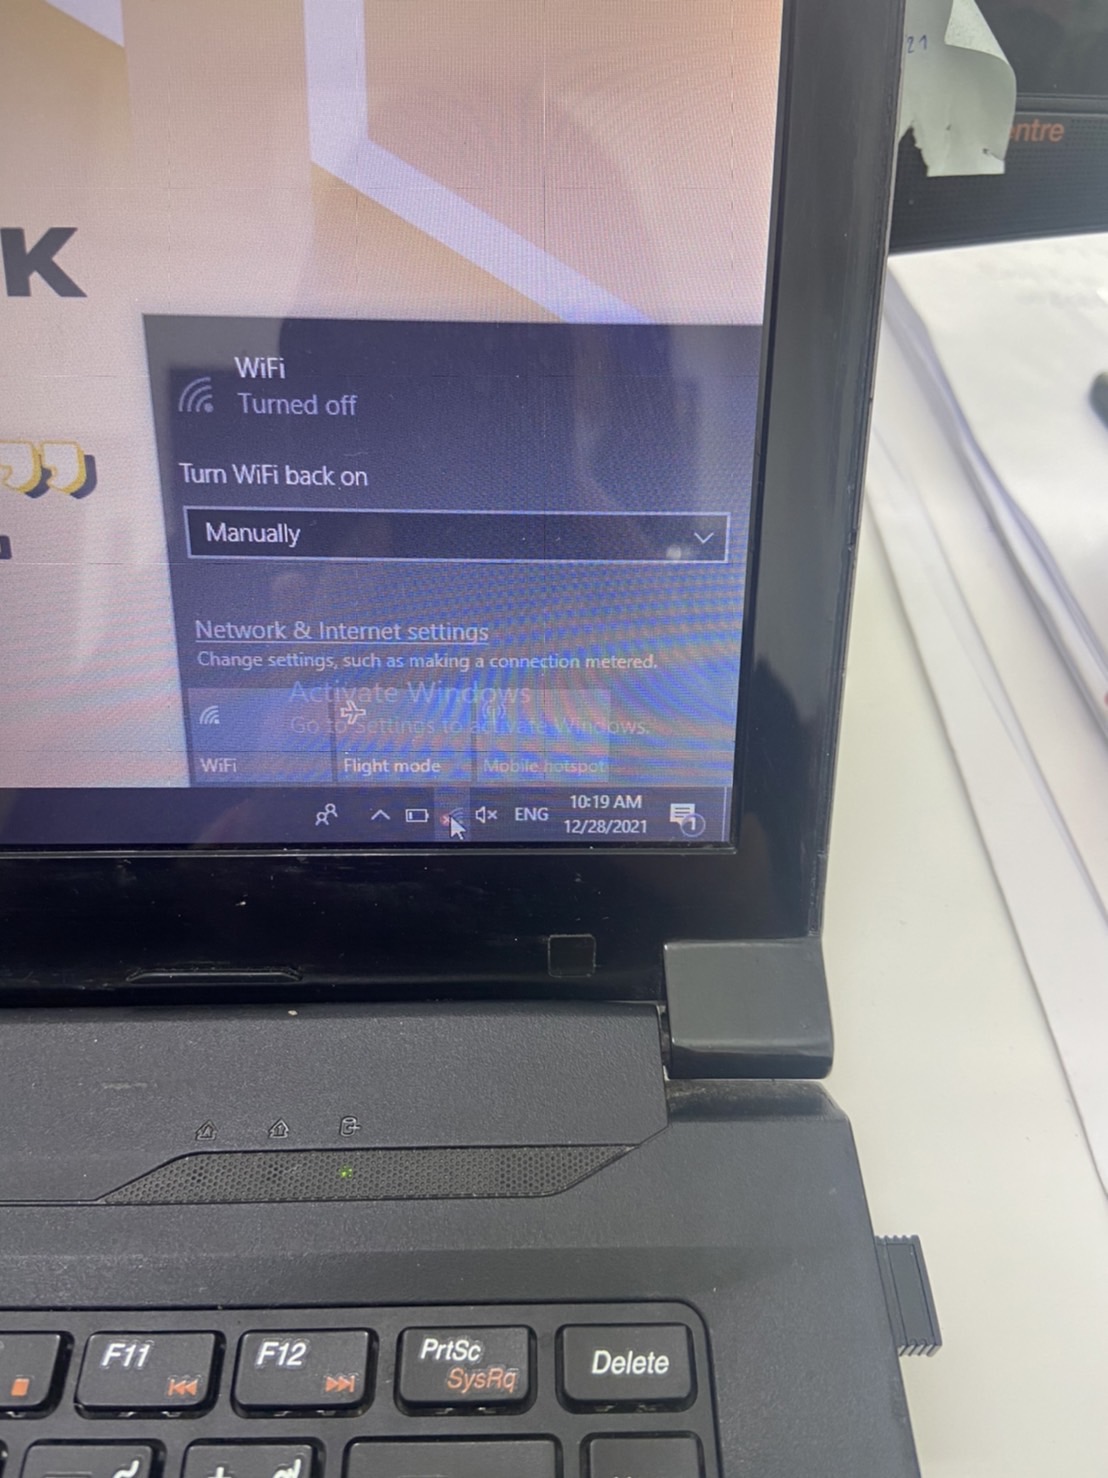 21
entre
K
WiFi
Turned off
Turn WiFi back on
Manually
Network & Internet settings
Change settings, such as making a connection metered.
Activate Windows
Go to Settings to activate Windows.
WiFi
Flight mode
Mobile hotspot
ENG
10:19 AM
12/28/2021
1
F11
F12
PrtSc
SysRq
Delete